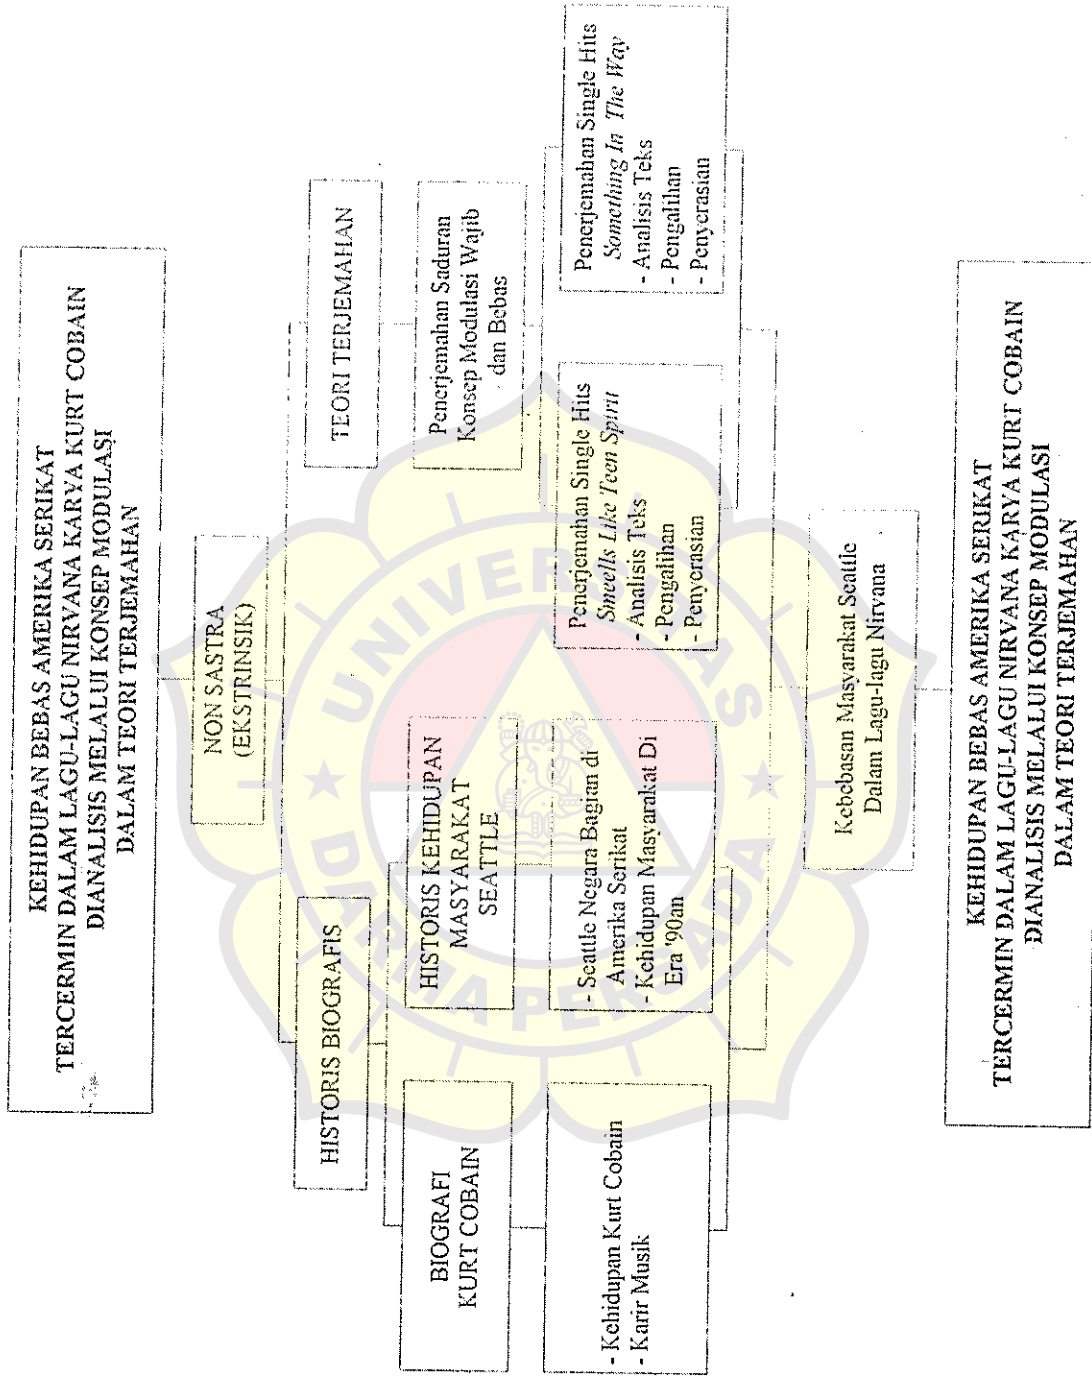 KEHIDUPAN BEBAS AMERIKA SERIKAT
TERCERMIN DALAM LAGU-LAGU NIRVANA KARYA KURT COBAIN
DIANALISIS MELALUI KONSEP MODULASI
DALAM TEORI TERJEMAHAN
NON SASTRA
(EKSTRINSIK)
HISTORIS BIOGRAFIS
TEORI TERJEMAHAN
BIOGRAFI
KURT COBAIN
HISTORIS KEHIDUPAN
MASYARAKAT
SEATTLE
Penerjemahan Saduran
Konsep Modulasi Wajib
dan Bebas
- Kehidupan Kurt Cobain
- Karir Musik
- Seattle Negara Bagian di
Amerika Serikat
- Kehidupan Masyarakat Di
Era '90an
Penerjemahan Single Hits
Smells Like Teen Spirit
- Analisis Teks
- Pengalihan
- Penyerasian
Penerjemahan Single Hits
Something In The Way
- Analisis Teks
- Pengalihan
- Penyerasian
Kebebasan Masyarakat Seattle
Dalam Lagu-lagu Nirvana
KEHIDUPAN BEBAS AMERIKA SERIKAT
TERCERMIN DALAM LAGU-LAGU NIRVANA KARYA KURT COBAIN
DIANALISIS MELALUI KONSEP MODULASI
DALAM TEORI TERJEMAHAN
UNIVERSITAS
DARMA PERSADA